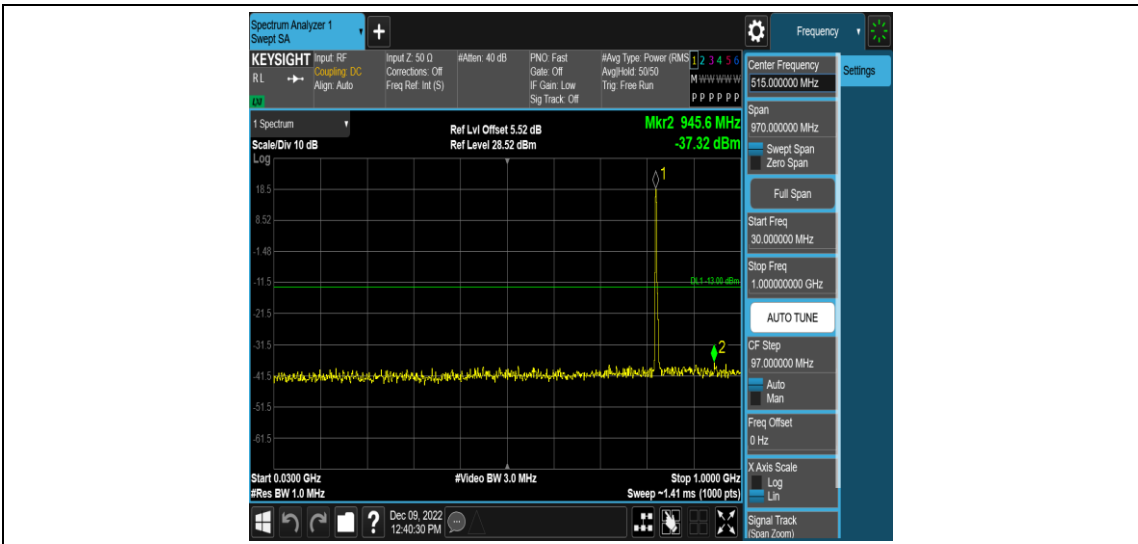 Spectrum Analyzer 1
Swept SA
+
Frequency
KEYSIGHT
RL
LXI
Input: RF
Coupling: DC
Align: Auto
Input Z: 50 Ω
Corrections: Off
Freq Ref: Int (S)
#Atten: 40 dB
PNO: Fast
Gate: Off
IF Gain: Low
Sig Track: Off
#Avg Type: Power (RMS
Avg|Hold: 50/50
Trig: Free Run
1 2 3 4 5 6
M W W W W W
P P P P P P
1 Spectrum
Scale/Div 10 dB
Log
Ref Lvl Offset 5.52 dB
Ref Level 28.52 dBm
Mkr2 945.6 MHz
-37.32 dBm
1
18.5
8.52
-1.48
-11.5
DL1 -13.00 dBm
-21.5
-31.5
2
-41.5
-51.5
-61.5
Start 0.0300 GHz
#Res BW 1.0 MHz
#Video BW 3.0 MHz
Stop 1.0000 GHz
Sweep ~1.41 ms (1000 pts)
?
Dec 09, 2022
12:40:30 PM
Center Frequency
515.000000 MHz
Settings
Span
970.000000 MHz
Swept Span
Zero Span
Full Span
Start Freq
30.000000 MHz
Stop Freq
1.000000000 GHz
AUTO TUNE
CF Step
97.000000 MHz
Auto
Man
Freq Offset
0 Hz
X Axis Scale
Log
Lin
Signal Track
(Span Zoom)